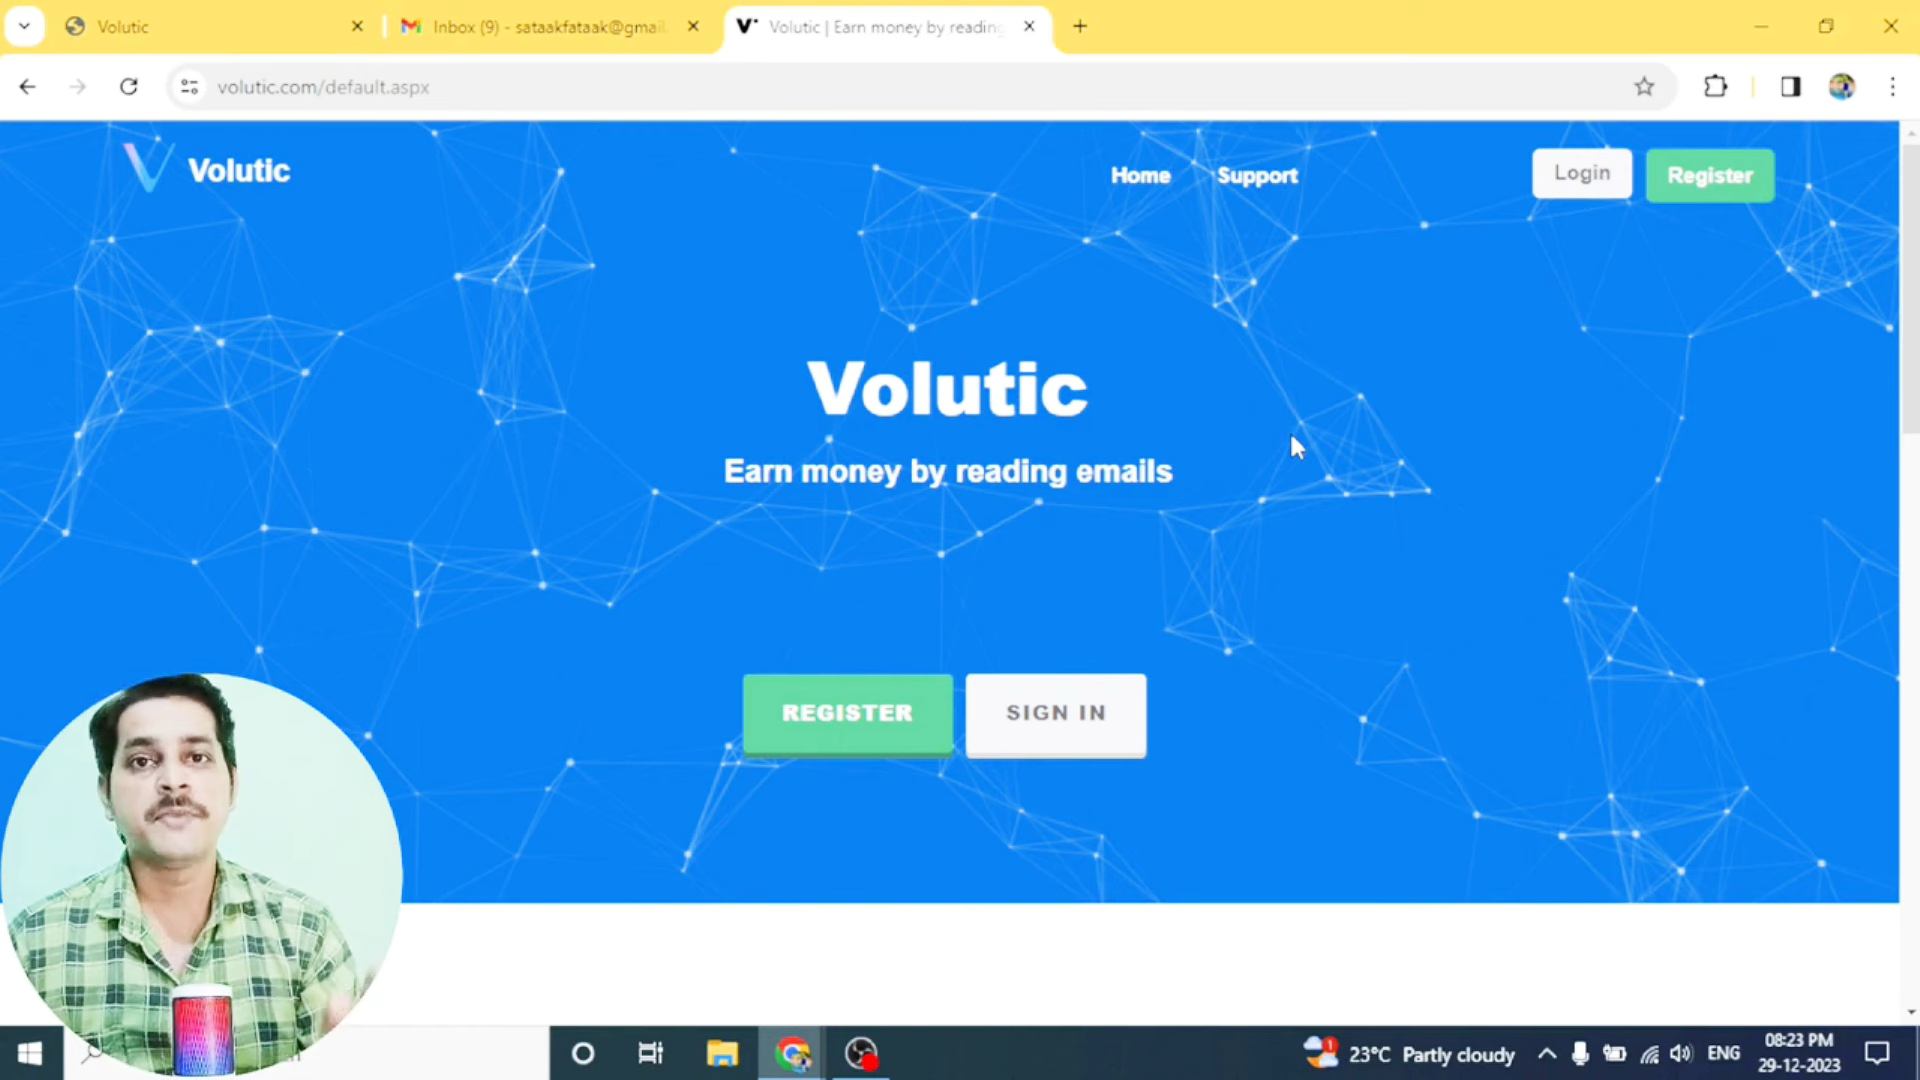 Volutic
Inbox (9) - sataakfataak@gmail.
Volutic | Earn money by reading
volutic.com/default.aspx
Volutic
Home
Support
Login
Register
Volutic
Earn money by reading emails
REGISTER
SIGN IN
23°C Partly cloudy
ENG
08:23 PM
29-12-2023